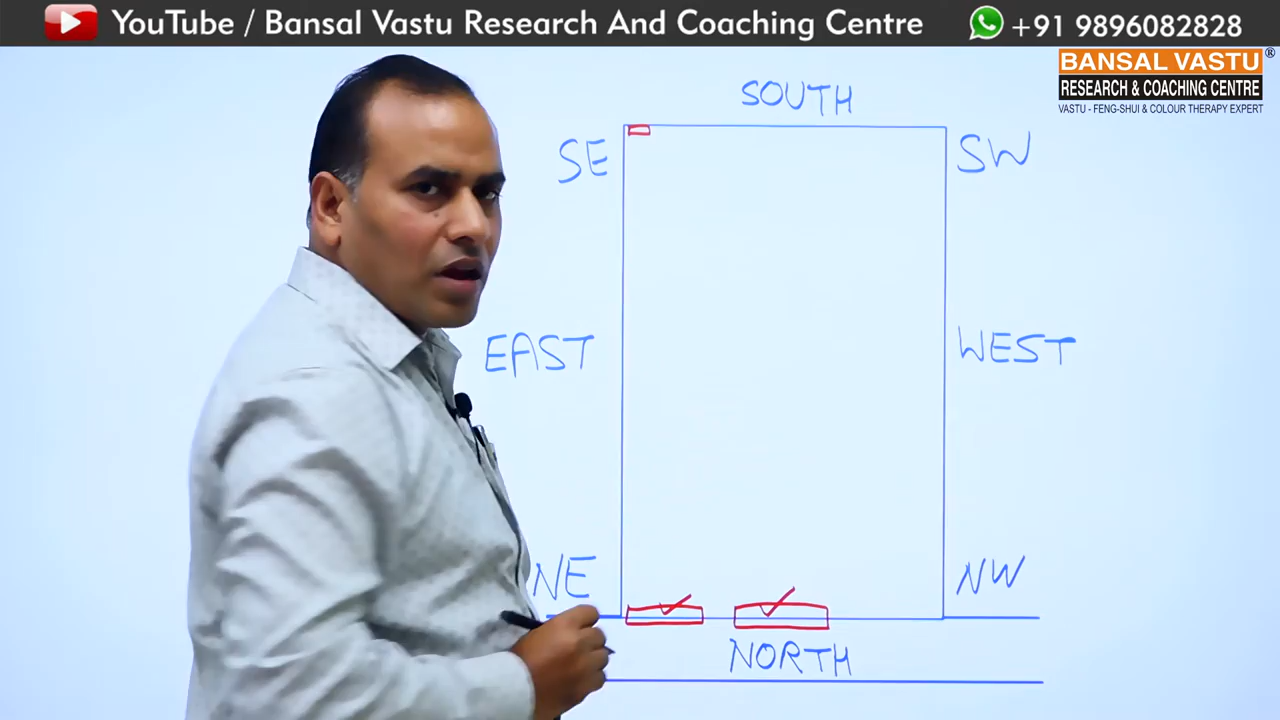 YouTube / Bansal Vastu Research And Coaching Centre
+91 9896082828
BANSAL VASTU ®
RESEARCH & COACHING CENTRE
VASTU - FENG-SHUI & COLOUR THERAPY EXPERT
SOUTH
SE
SW
EAST
WEST
NE
NW
NORTH